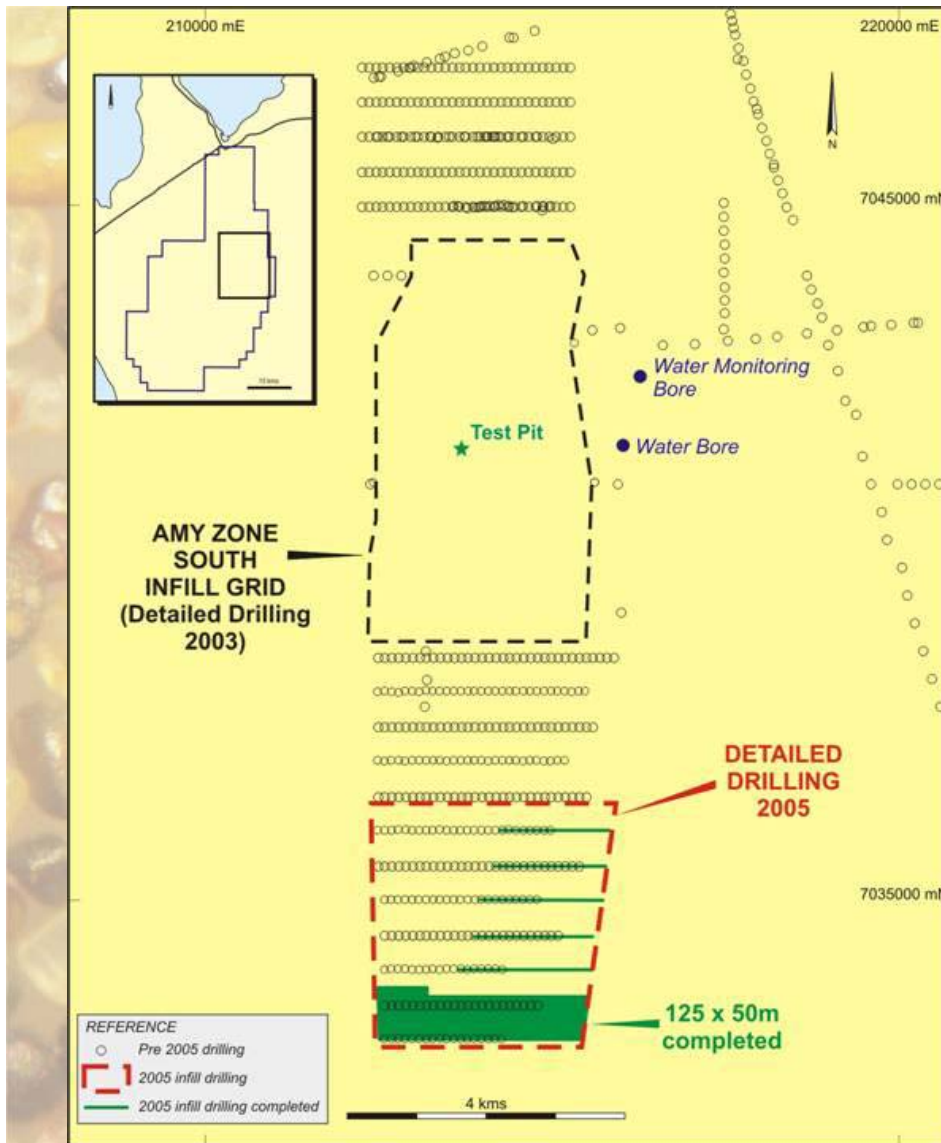 210000 mE
220000 mE
N
7045000 mN
10 kms
Water Monitoring
Bore
Test Pit
Water Bore
AMY ZONE
SOUTH
INFILL GRID
(Detailed Drilling
2003)
DETAILED
DRILLING
2005
7035000 mN
125 x 50m
completed
REFERENCE
Pre 2005 drilling
2005 infill drilling
2005 infill drilling completed
4 kms